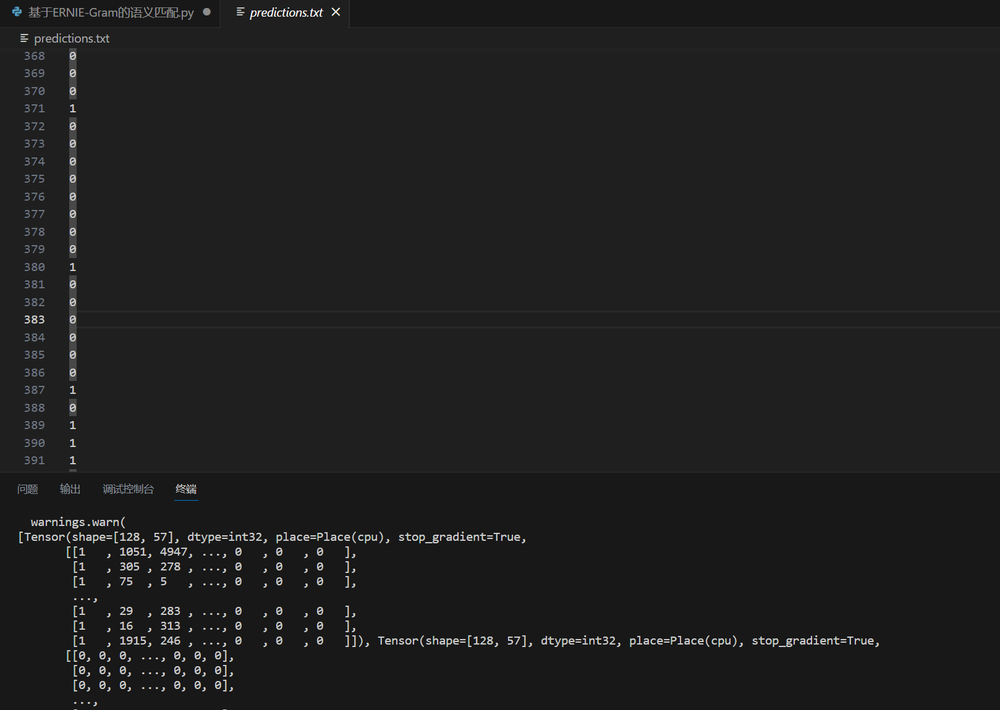 基于ERNIE-Gram的语义匹配.py
predictions.txt
predictions.txt
368 0
369 0
370 0
371 1
372 0
373 0
374 0
375 0
376 0
377 0
378 0
379 0
380 1
381 0
382 0
383 0
384 0
385 0
386 0
387 1
388 0
389 1
390 1
391 1
问题 输出 调试控制台 终端
warnings.warn(
[Tensor(shape=[128, 57], dtype=int32, place=Place(cpu), stop_gradient=True,
[[1   , 1051, 4947, ..., 0   , 0   , 0   ],
[1   , 305 , 278 , ..., 0   , 0   , 0   ],
[1   , 75  , 5   , ..., 0   , 0   , 0   ],
...,
[1   , 29  , 283 , ..., 0   , 0   , 0   ],
[1   , 16  , 313 , ..., 0   , 0   , 0   ],
[1   , 1915, 246 , ..., 0   , 0   , 0   ]]), Tensor(shape=[128, 57], dtype=int32, place=Place(cpu), stop_gradient=True,
[[0, 0, 0, ..., 0, 0, 0],
[0, 0, 0, ..., 0, 0, 0],
[0, 0, 0, ..., 0, 0, 0],
...,